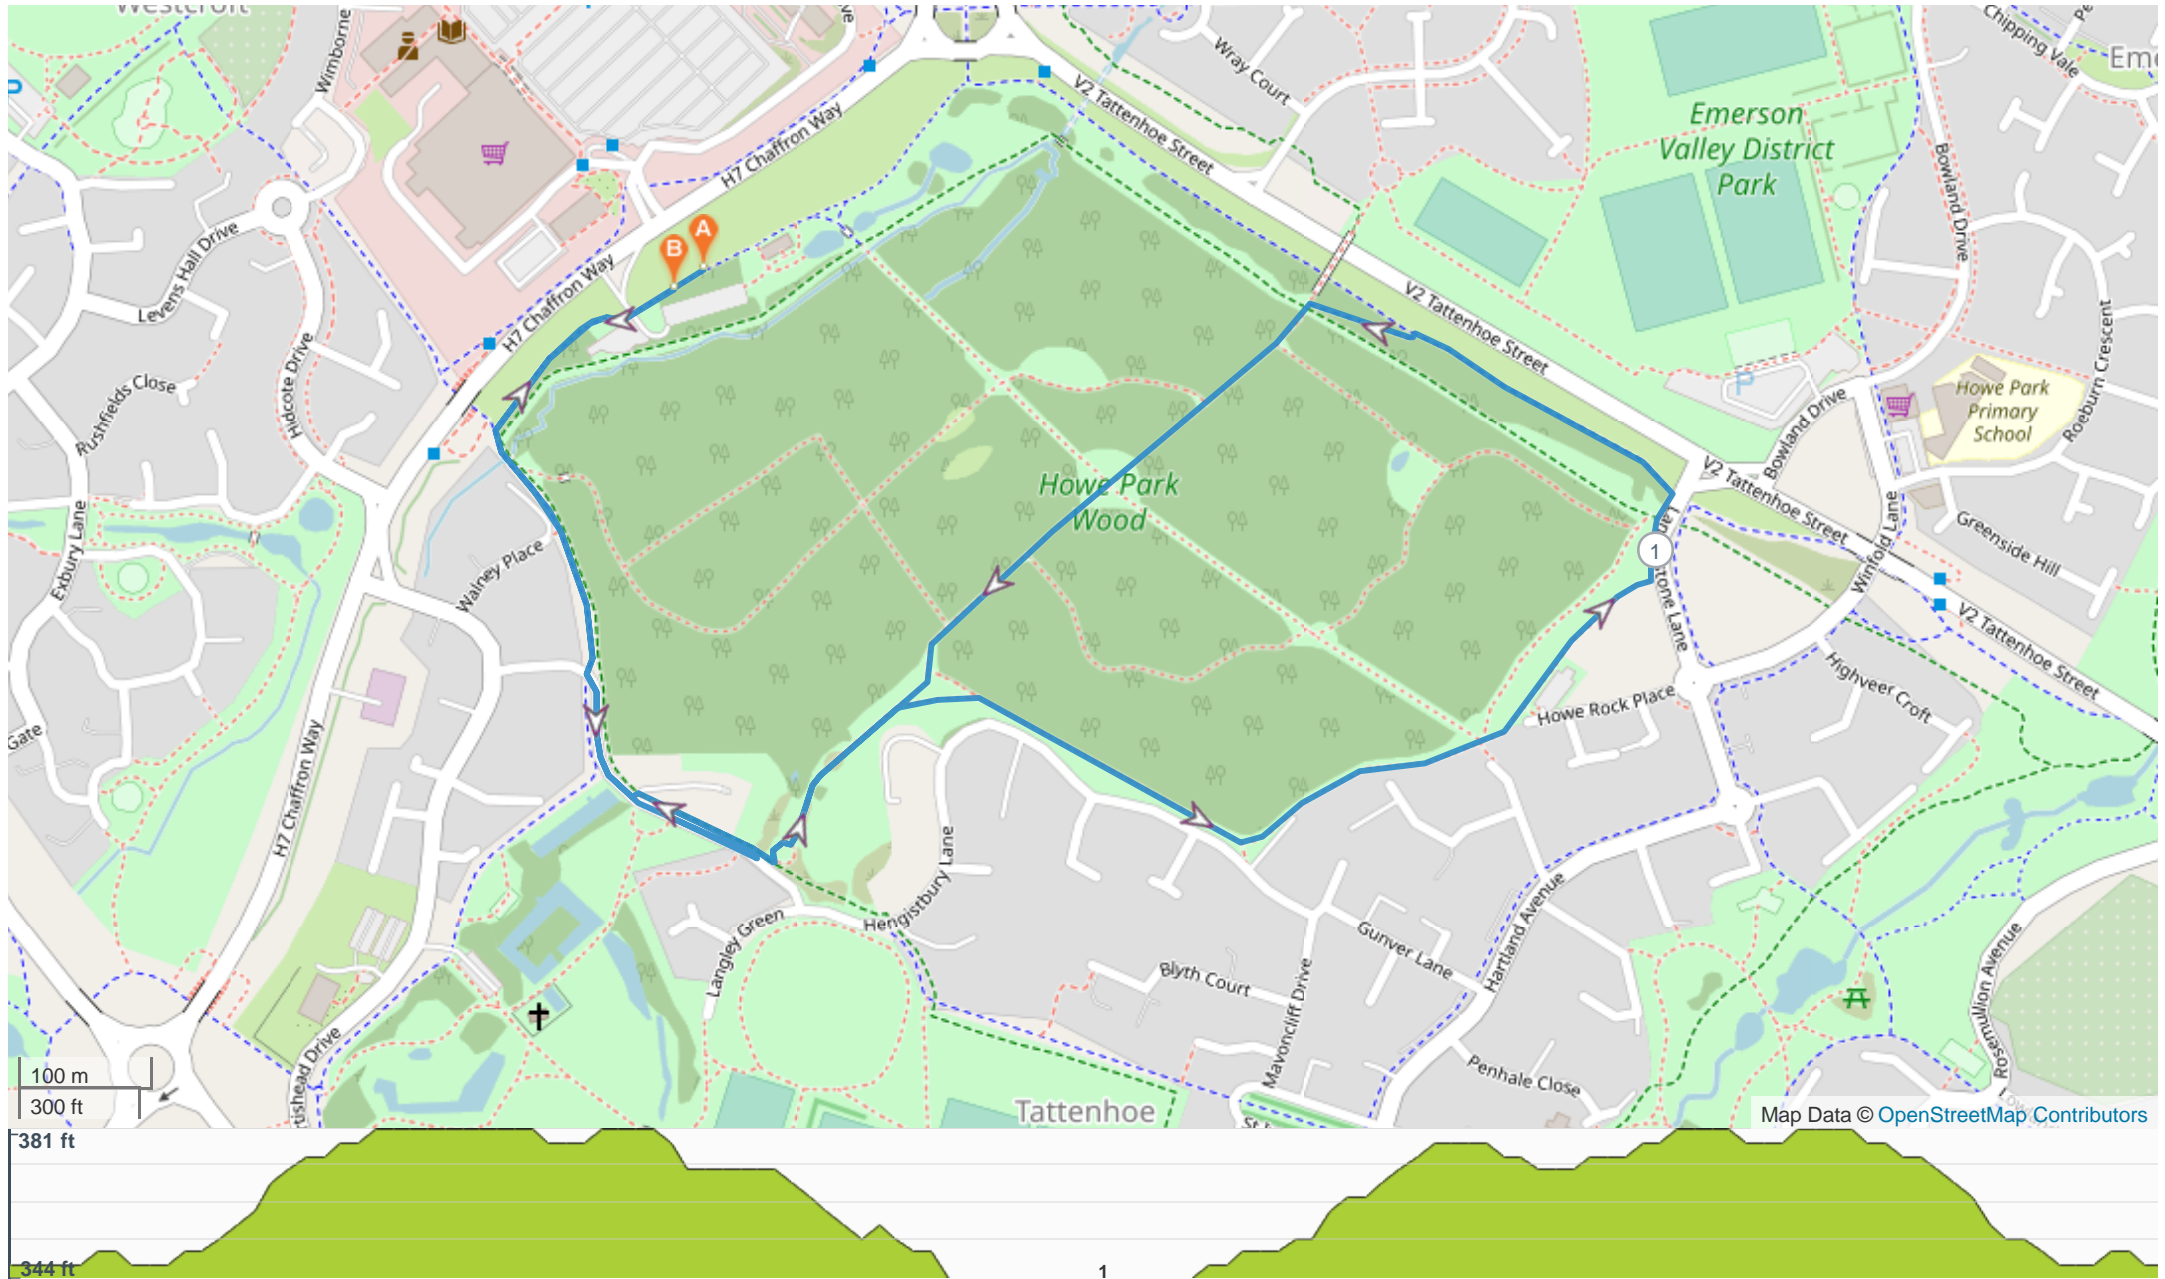 Westcroft
Wimborne
ve
Wray Court
Chipping Vale
Pe
Eme
H7 Chaffron Way
V2 Tattenhoe Street
Emerson
Valley District
Park
Bowland Drive
A
B
Levens Hall Drive
H7 Chaffron Way
V2 Tattenhoe Street
Roeburn Crescent
Rushfields Close
Hidcote Drive
P
P
Howe Park
Primary
School
Bowland Drive
Howe Park
Wood
V2 Tattenhoe Street
Exbury Lane
Walney Place
1
stone Lane
Winfold Lane
Greenside Hill
V2 Tattenhoe Street
Highveer Croft
Howe Rock Place
Gate
H7 Chaffron Way
Hengistbury Lane
Langley Green
Hartland Avenue
Gunver Lane
Blyth Court
Mavoncliff Drive
Rosemullion Avenue
Penhale Close
rtishead Drive
Tattenhoe
100 m
300 ft
Map Data © OpenStreetMap Contributors
381 ft
344 ft
1